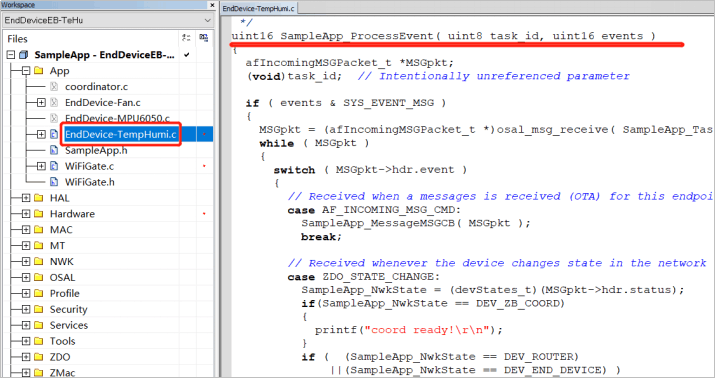 Workspace
EndDeviceEB-TeHu
Files
SampleApp - EndDeviceEB-...
App
coordinator.c
EndDevice-Fan.c
EndDevice-MPU6050.c
EndDevice-TempHumi.c
SampleApp.h
WiFiGate.c
WiFiGate.h
HAL
Hardware
MAC
MT
NWK
OSAL
Profile
Security
Services
Tools
ZDO
ZMac
EndDevice-TempHumi.c
*/
uint16 SampleApp_ProcessEvent( uint8 task_id, uint16 events )
{
afIncomingMSGPacket_t *MSGpkt;
(void)task_id;  // Intentionally unreferenced parameter
if ( events & SYS_EVENT_MSG )
{
MSGpkt = (afIncomingMSGPacket_t *)osal_msg_receive( SampleApp_Tas
while ( MSGpkt )
{
switch ( MSGpkt->hdr.event )
{
// Received when a messages is received (OTA) for this endpoi
case AF_INCOMING_MSG_CMD:
SampleApp_MessageMSGCB( MSGpkt );
break;
// Received whenever the device changes state in the network
case ZDO_STATE_CHANGE:
SampleApp_NwkState = (devStates_t)(MSGpkt->hdr.status);
if(SampleApp_NwkState == DEV_ZB_COORD)
{
printf("coord ready!\r\n");
}
if (  (SampleApp_NwkState == DEV_ROUTER)
||(SampleApp_NwkState == DEV_END_DEVICE) )